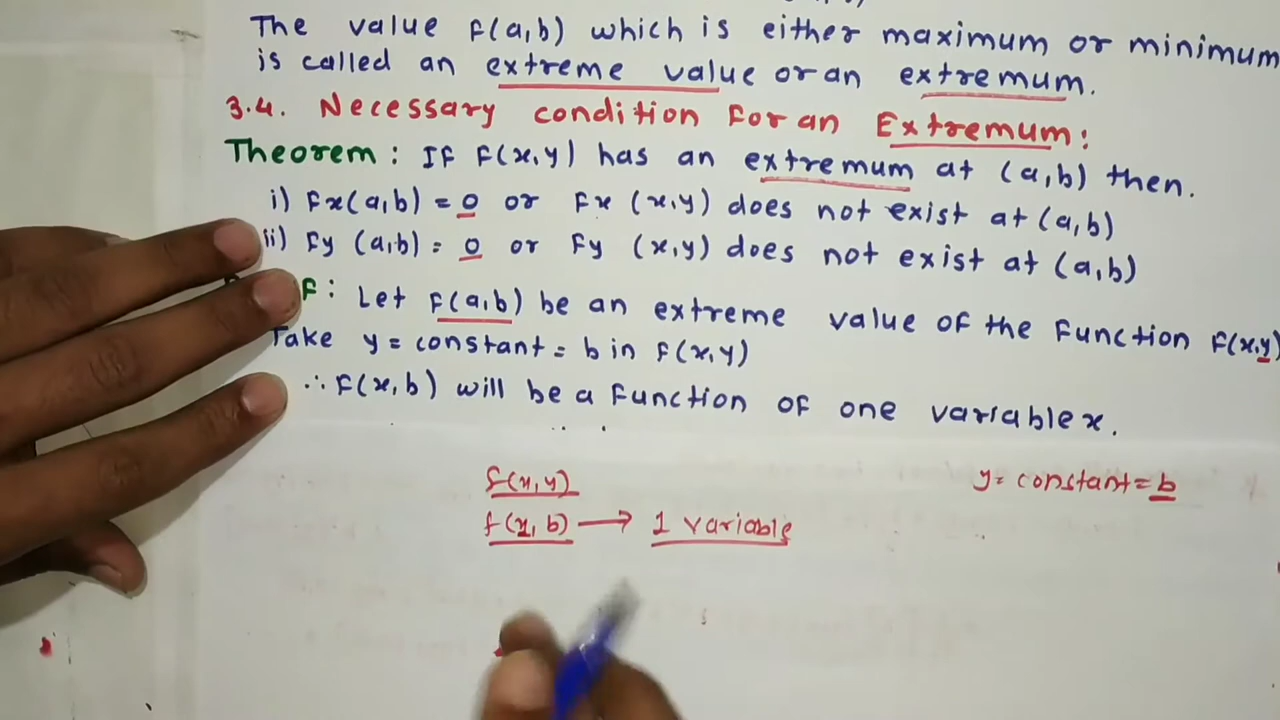 The value f(a,b) which is either maximum or minimum
is called an extreme value or an extremum.
3.4. Necessary condition for an Extremum:
Theorem: If f(x,y) has an extremum at (a,b) then.
i) fx(a,b) = 0 or fx (x,y) does not exist at (a,b)
ii) fy (a,b) = 0 or fy (x,y) does not exist at (a,b)
f: Let f(a,b) be an extreme value of the function f(x,y)
Take y = constant = b in f(x,y)
∴ f(x,b) will be a function of one variable x.
f(x,y) y = constant = b
f(x,b) → 1 variable